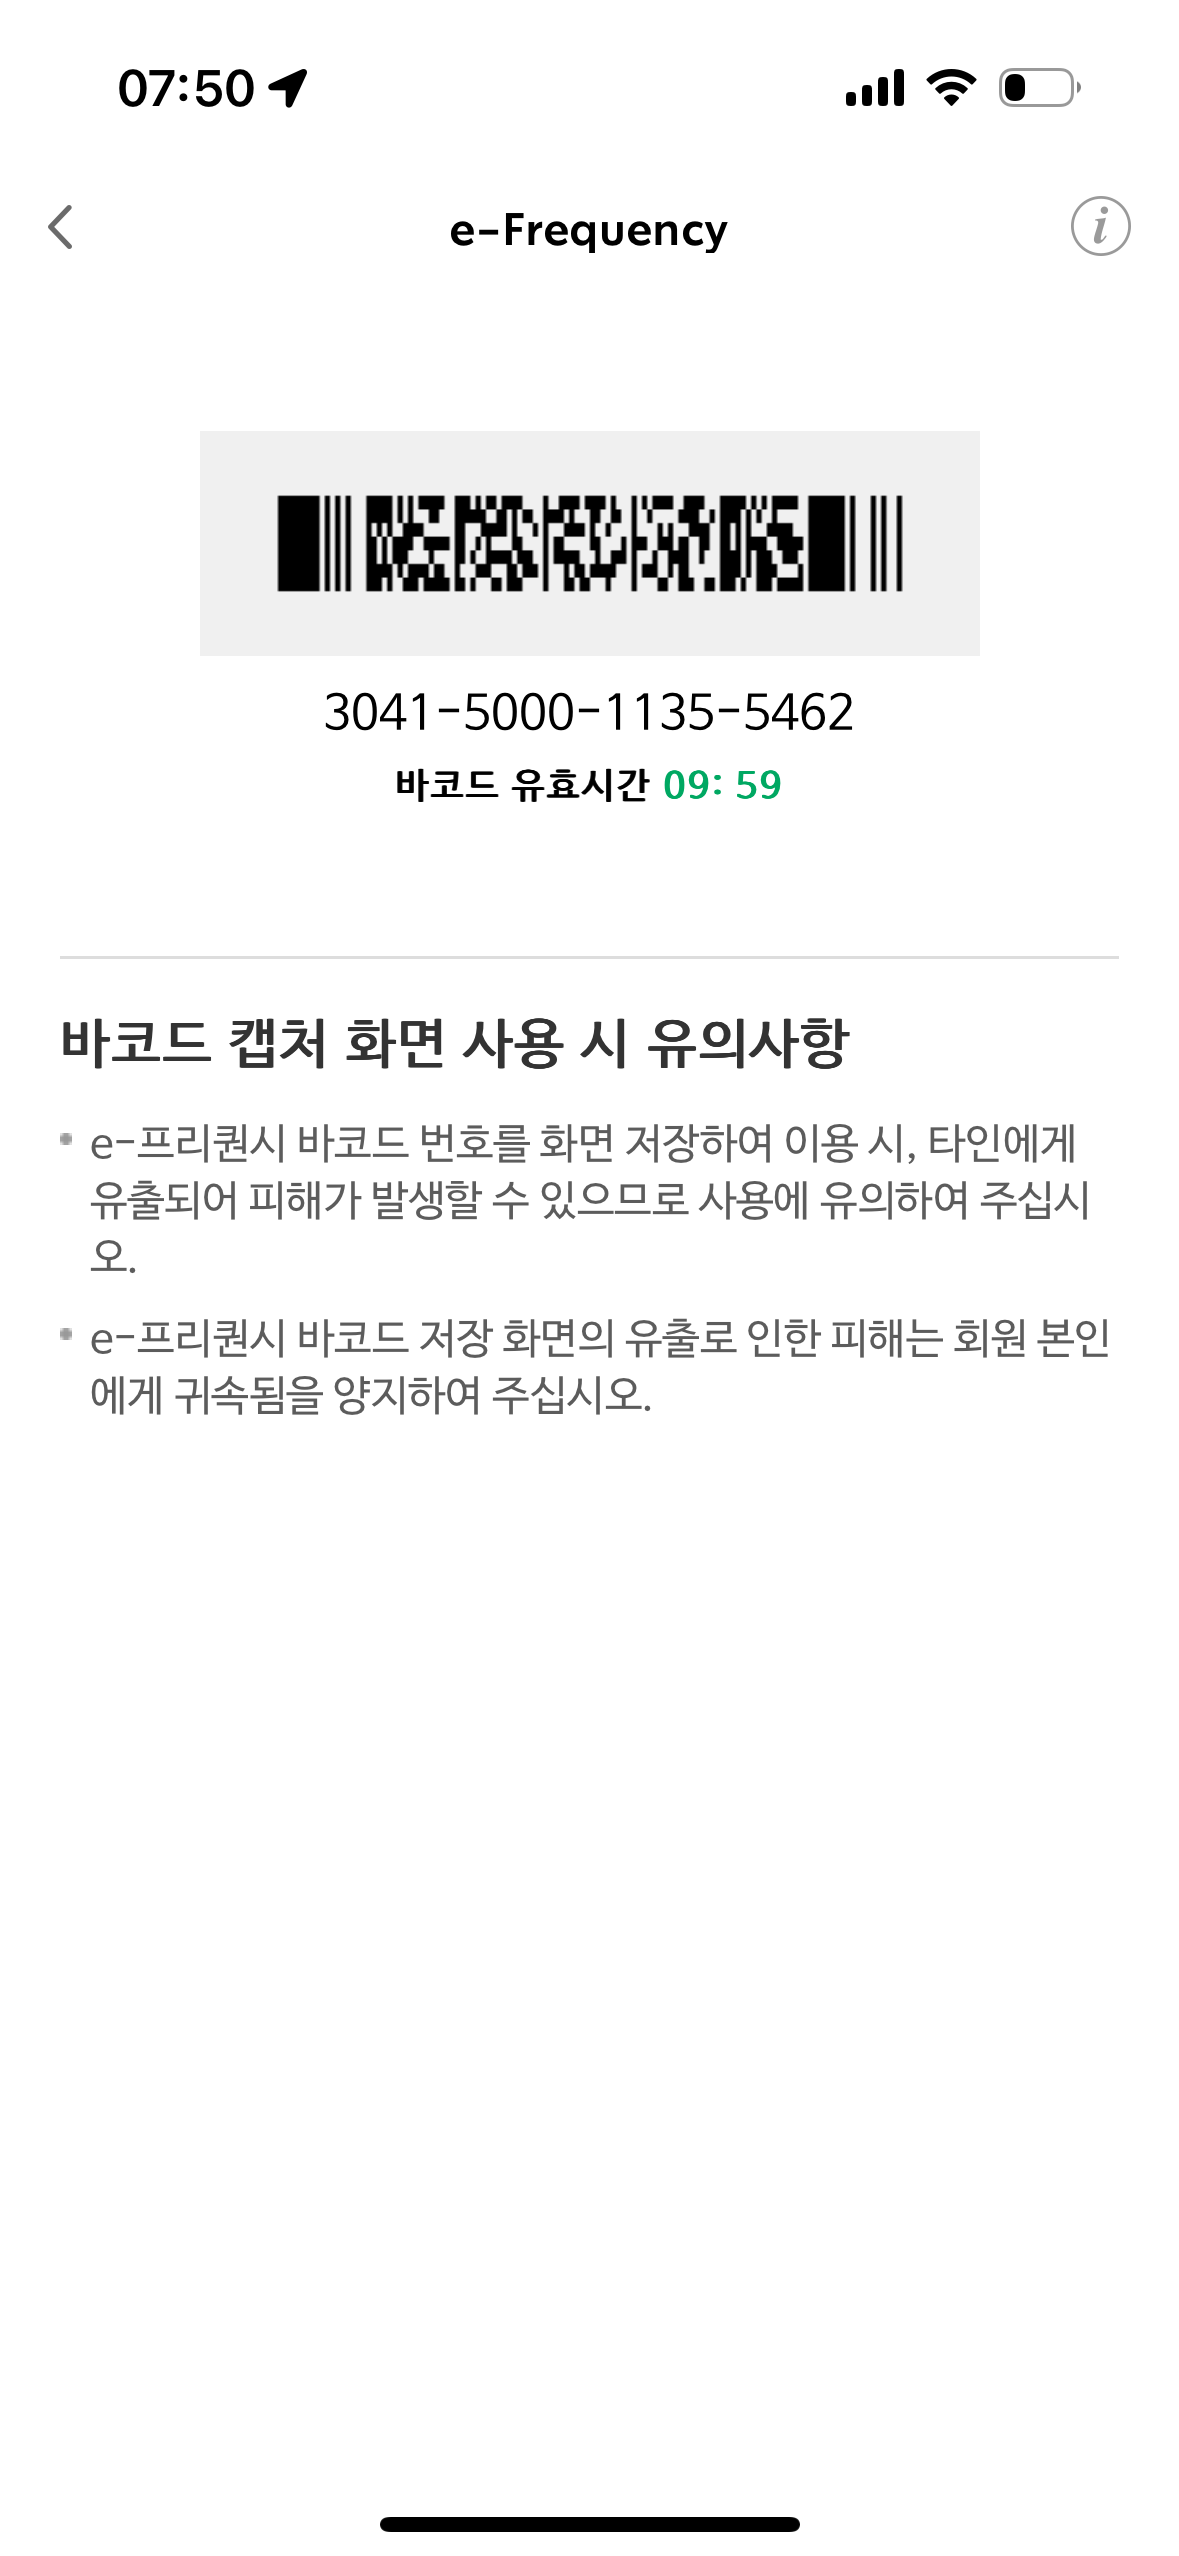 07:50
e-Frequency
3041-5000-1135-5462
바코드 유효시간 09: 59
바코드 캡처 화면 사용 시 유의사항
e-프리퀀시 바코드 번호를 화면 저장하여 이용 시, 타인에게
유출되어 피해가 발생할 수 있으므로 사용에 유의하여 주십시
오.
e-프리퀀시 바코드 저장 화면의 유출로 인한 피해는 회원 본인
에게 귀속됨을 양지하여 주십시오.